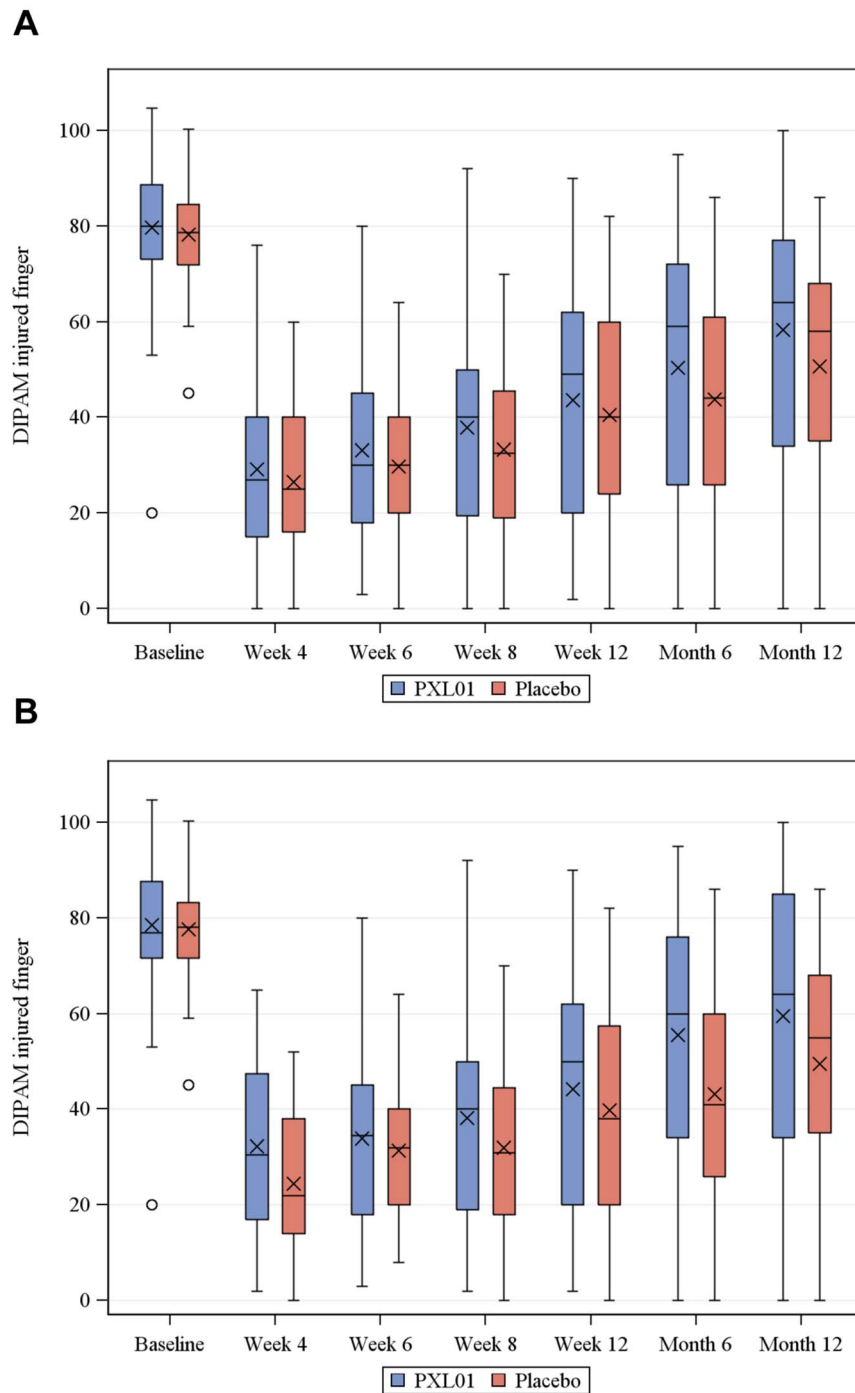 A
DIPAM injured finger
100
80
60
40
20
0
Baseline Week 4 Week 6 Week 8 Week 12 Month 6 Month 12
PXL01 Placebo
B
DIPAM injured finger
100
80
60
40
20
0
Baseline Week 4 Week 6 Week 8 Week 12 Month 6 Month 12
PXL01 Placebo